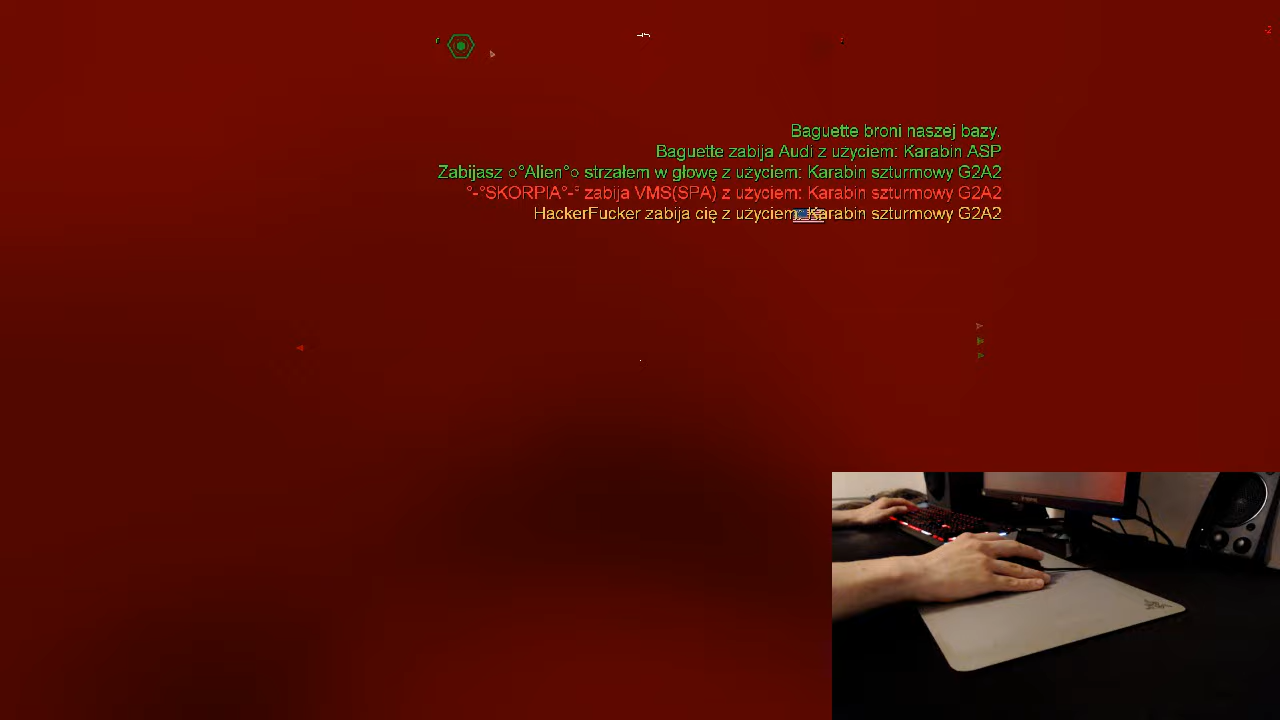 Baguette broni naszej bazy.
Baguette zabija Audi z użyciem: Karabin ASP
Zabijasz ○°Alien°○ strzałem w głowę z użyciem: Karabin szturmowy G2A2
°-°SKORPIA°-° zabija VMS(SPA) z użyciem: Karabin szturmowy G2A2
HackerFucker zabija cię z użyciem: Karabin szturmowy G2A2